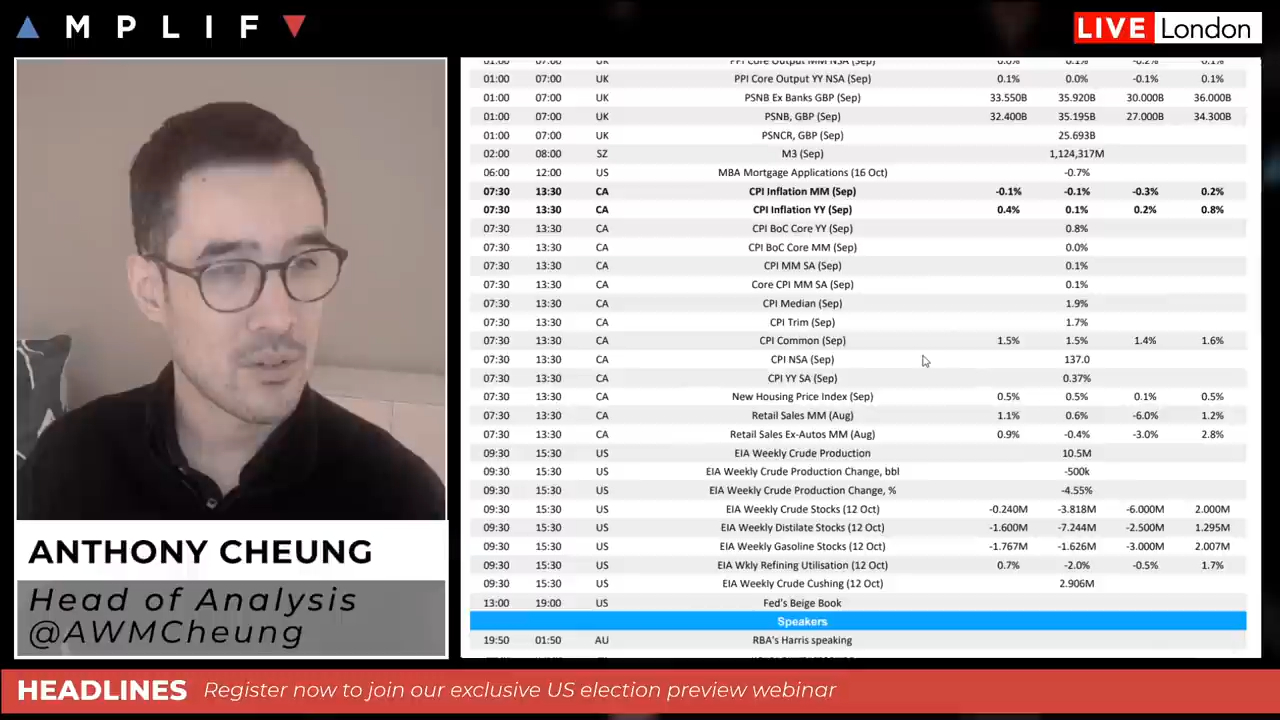 AMPLIFY
LIVE London
01:00 07:00 UK PPI Core Output MM NSA (Sep) 0.0% 0.1% -0.2% 0.1%
01:00 07:00 UK PPI Core Output YY NSA (Sep) 0.1% 0.0% -0.1% 0.1%
01:00 07:00 UK PSNB Ex Banks GBP (Sep) 33.550B 35.920B 30.000B 36.000B
01:00 07:00 UK PSNB, GBP (Sep) 32.400B 35.195B 27.000B 34.300B
01:00 07:00 UK PSNCR, GBP (Sep) 25.693B
02:00 08:00 SZ M3 (Sep) 1,124,317M
06:00 12:00 US MBA Mortgage Applications (16 Oct) -0.7%
07:30 13:30 CA CPI Inflation MM (Sep) -0.1% -0.1% -0.3% 0.2%
07:30 13:30 CA CPI Inflation YY (Sep) 0.4% 0.1% 0.2% 0.8%
07:30 13:30 CA CPI BoC Core YY (Sep) 0.8%
07:30 13:30 CA CPI BoC Core MM (Sep) 0.0%
07:30 13:30 CA CPI MM SA (Sep) 0.1%
07:30 13:30 CA Core CPI MM SA (Sep) 0.1%
07:30 13:30 CA CPI Median (Sep) 1.9%
07:30 13:30 CA CPI Trim (Sep) 1.7%
07:30 13:30 CA CPI Common (Sep) 1.5% 1.5% 1.4% 1.6%
07:30 13:30 CA CPI NSA (Sep) 137.0
07:30 13:30 CA CPI YY SA (Sep) 0.37%
07:30 13:30 CA New Housing Price Index (Sep) 0.5% 0.5% 0.1% 0.5%
07:30 13:30 CA Retail Sales MM (Aug) 1.1% 0.6% -6.0% 1.2%
07:30 13:30 CA Retail Sales Ex-Autos MM (Aug) 0.9% -0.4% -3.0% 2.8%
09:30 15:30 US EIA Weekly Crude Production 10.5M
09:30 15:30 US EIA Weekly Crude Production Change, bbl -500k
09:30 15:30 US EIA Weekly Crude Production Change, % -4.55%
09:30 15:30 US EIA Weekly Crude Stocks (12 Oct) -0.240M -3.818M -6.000M 2.000M
09:30 15:30 US EIA Weekly Distilate Stocks (12 Oct) -1.600M -7.244M -2.500M 1.295M
09:30 15:30 US EIA Weekly Gasoline Stocks (12 Oct) -1.767M -1.626M -3.000M 2.007M
09:30 15:30 US EIA Wkly Refining Utilisation (12 Oct) 0.7% -2.0% -0.5% 1.7%
09:30 15:30 US EIA Weekly Crude Cushing (12 Oct) 2.906M
13:00 19:00 US Fed's Beige Book
Speakers
19:50 01:50 AU RBA's Harris speaking
ANTHONY CHEUNG
Head of Analysis
@AWMCheung
HEADLINES Register now to join our exclusive US election preview webinar